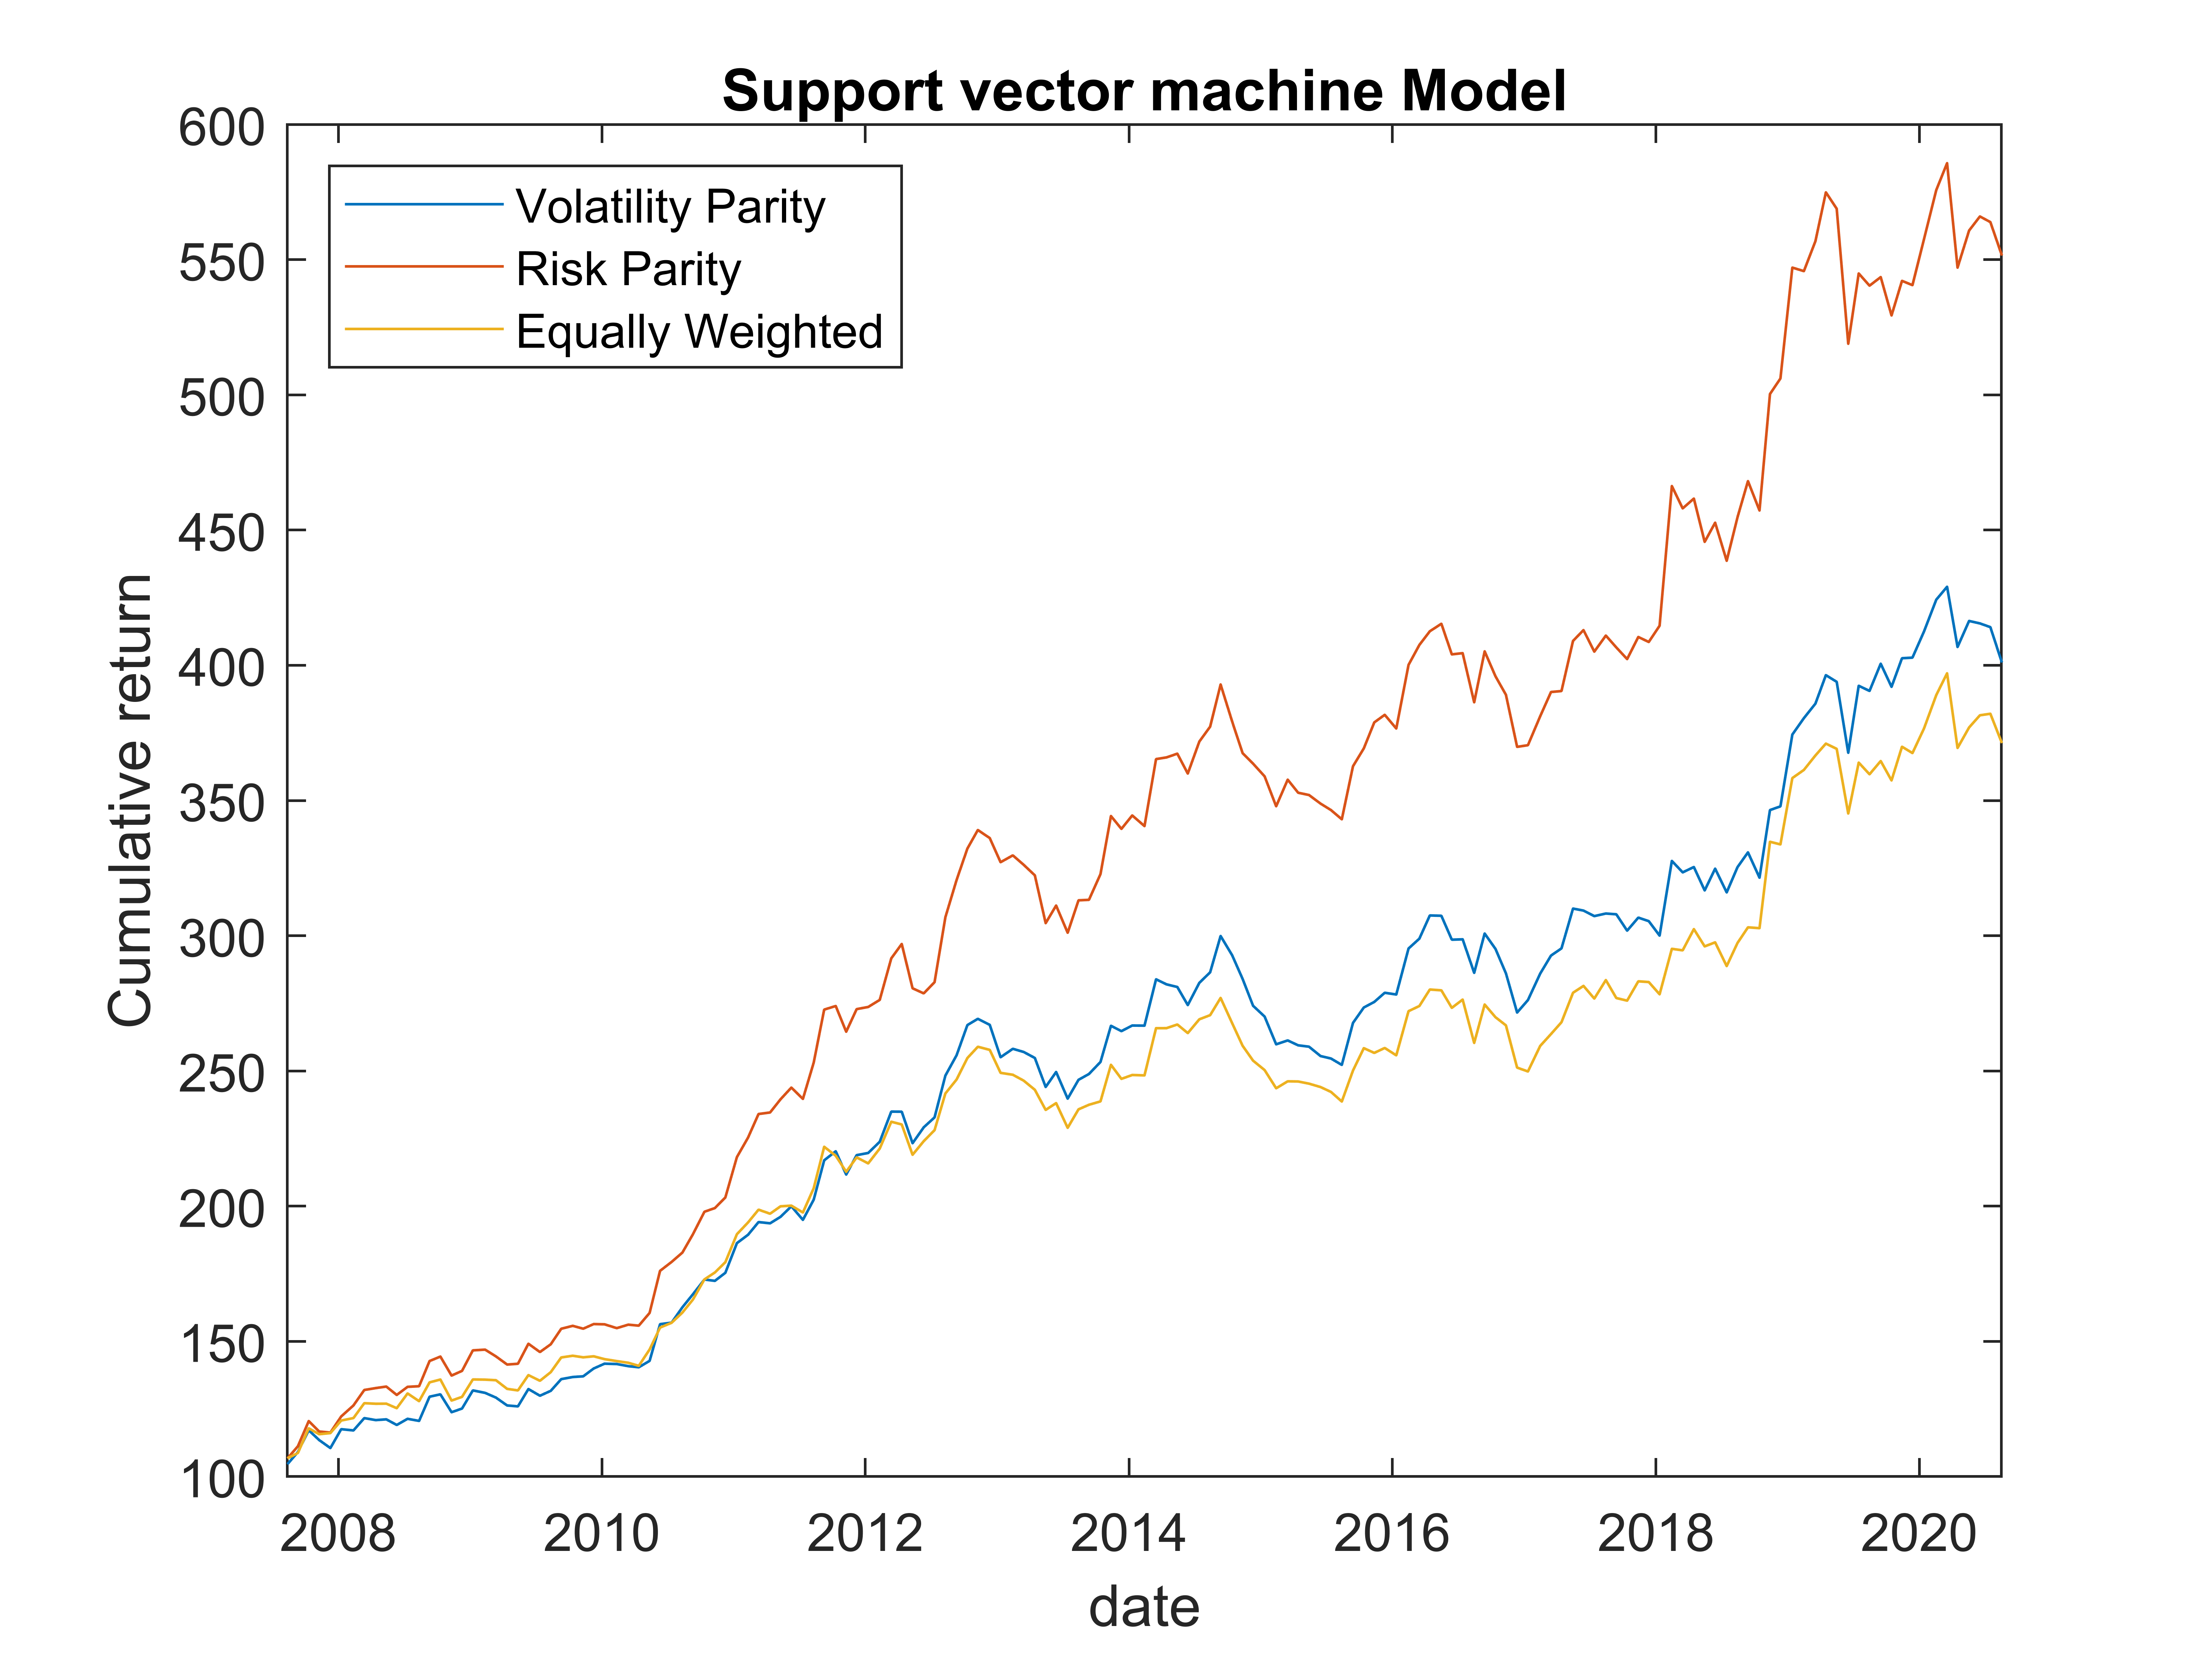 Support vector machine Model
600
550
500
450
400
350
300
250
200
150
100
Cumulative return
Volatility Parity
Risk Parity
Equally Weighted
2008 2010 2012 2014 2016 2018 2020
date